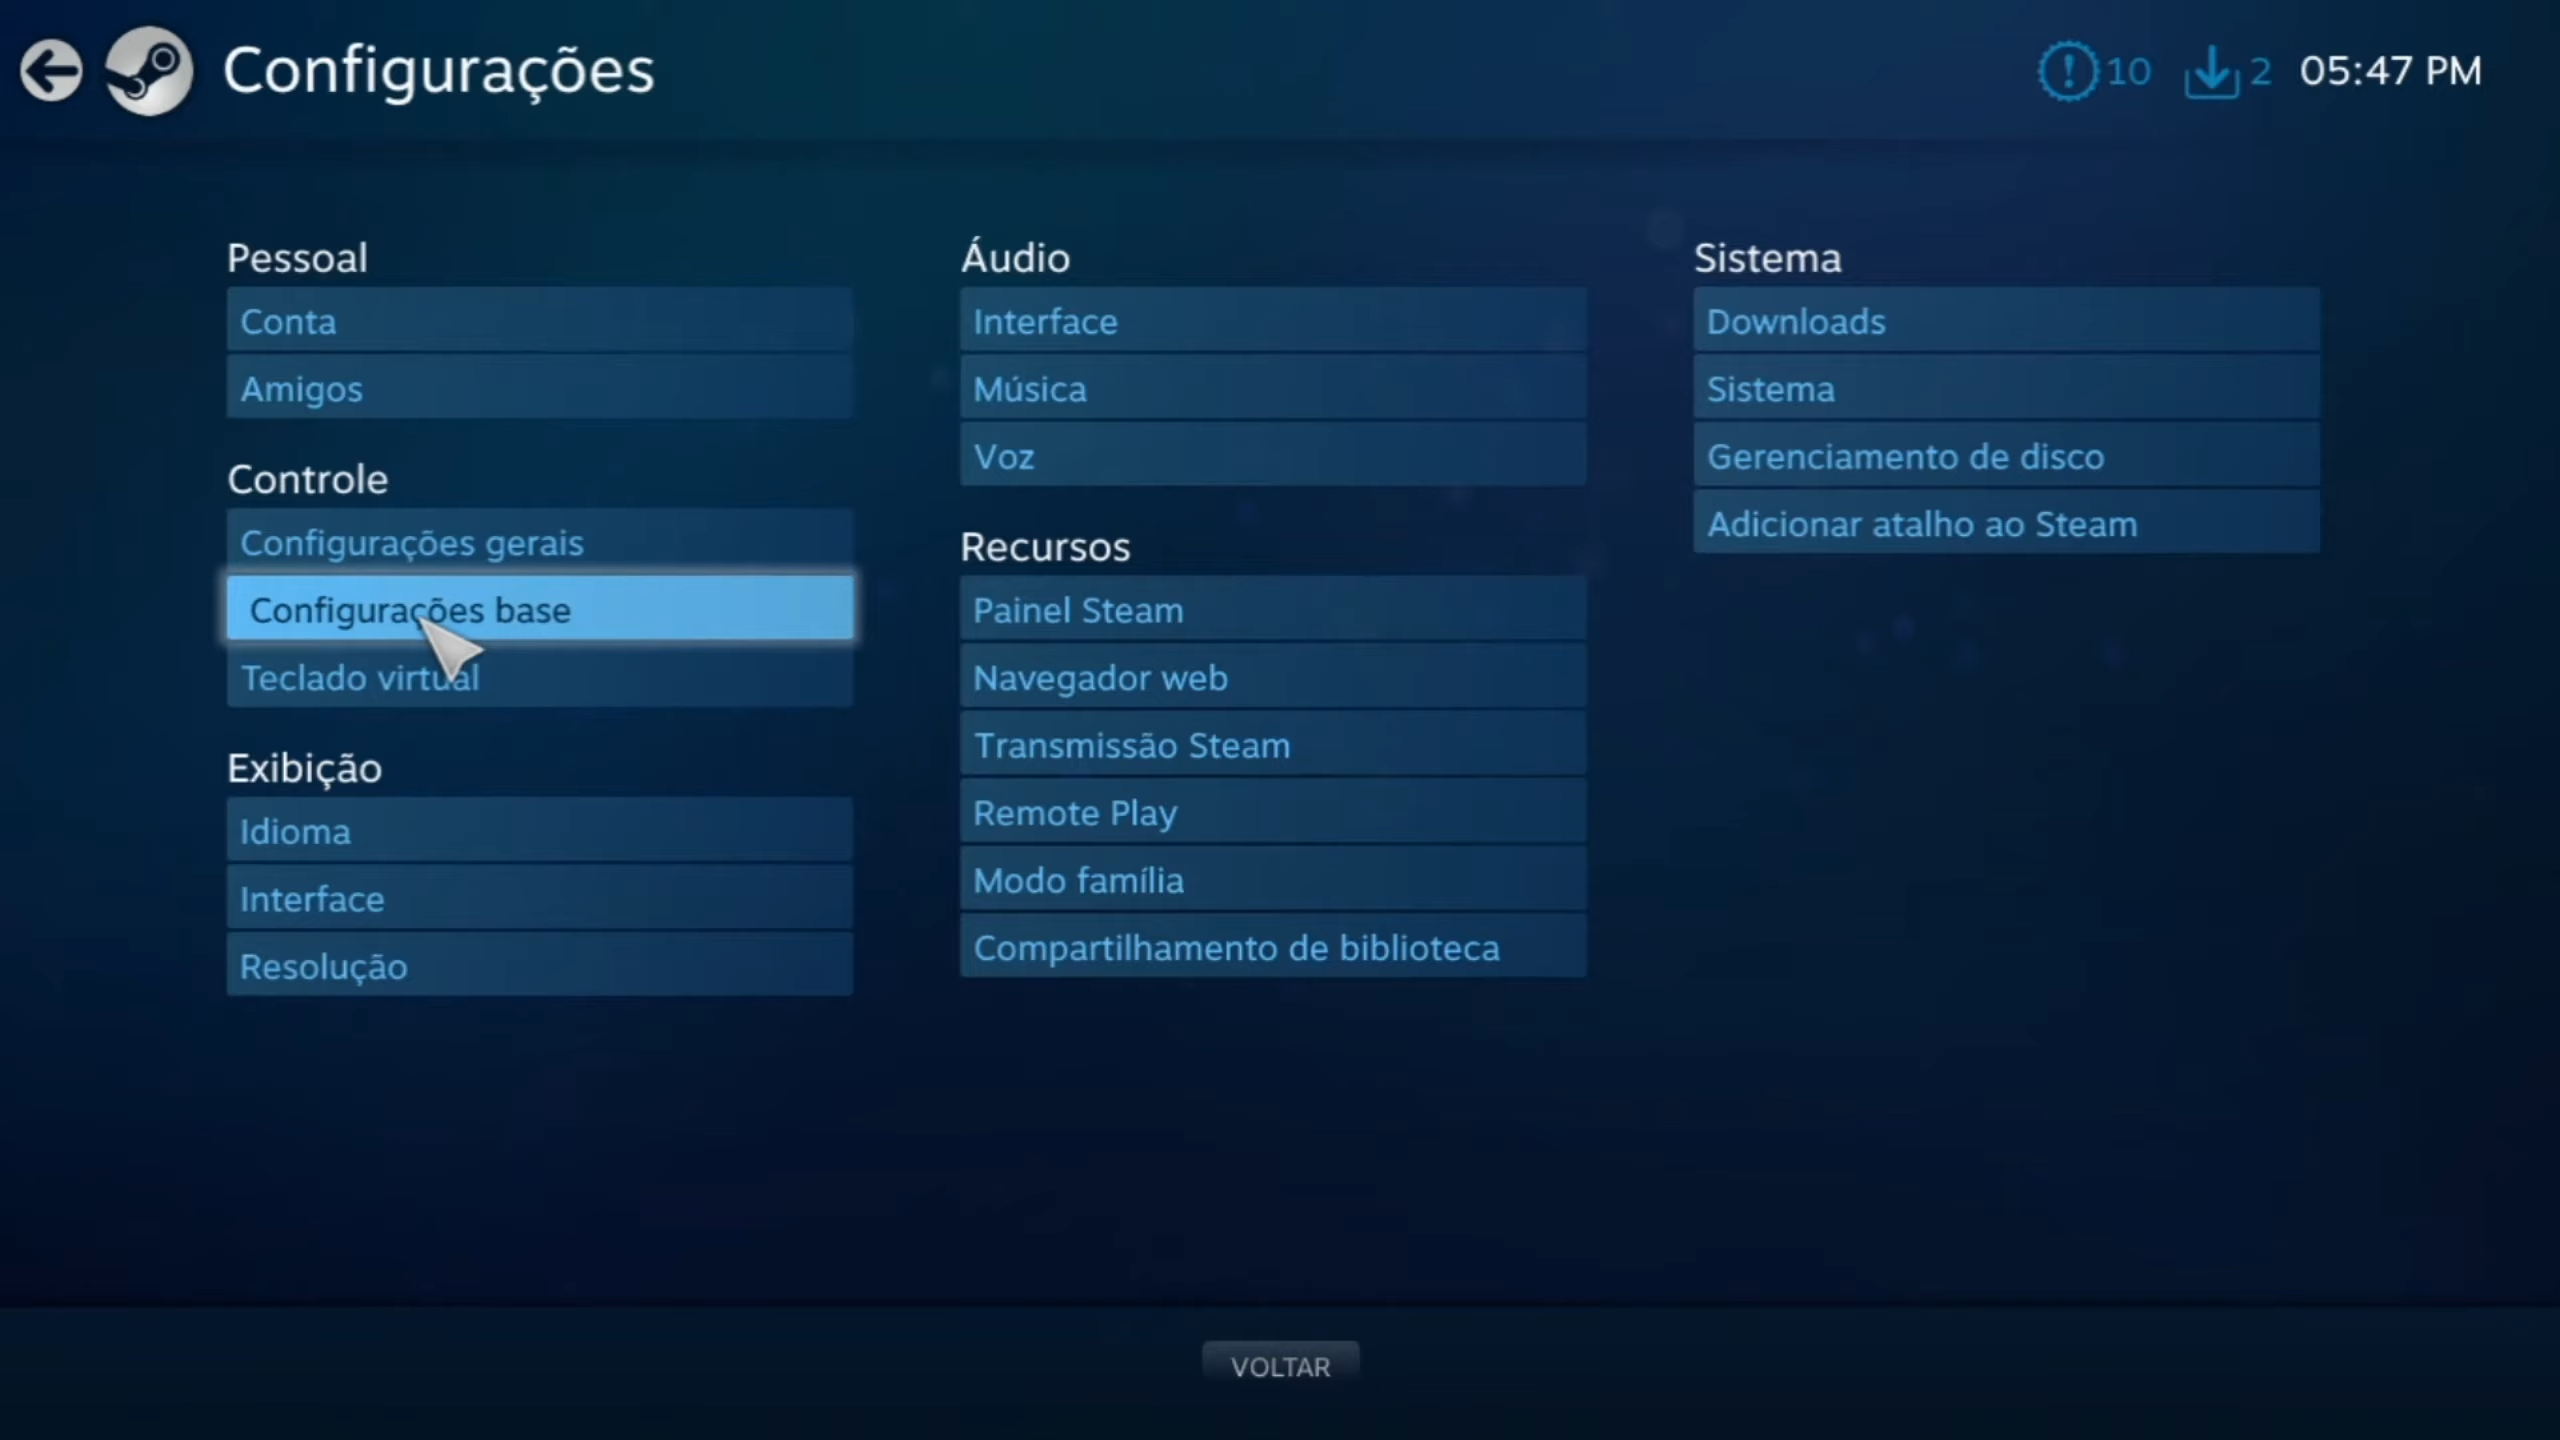 Configurações
10
2
05:47 PM
Pessoal
Conta
Amigos
Controle
Configurações gerais
Configurações base
Teclado virtual
Exibição
Idioma
Interface
Resolução
Áudio
Interface
Música
Voz
Recursos
Painel Steam
Navegador web
Transmissão Steam
Remote Play
Modo família
Compartilhamento de biblioteca
Sistema
Downloads
Sistema
Gerenciamento de disco
Adicionar atalho ao Steam
VOLTAR